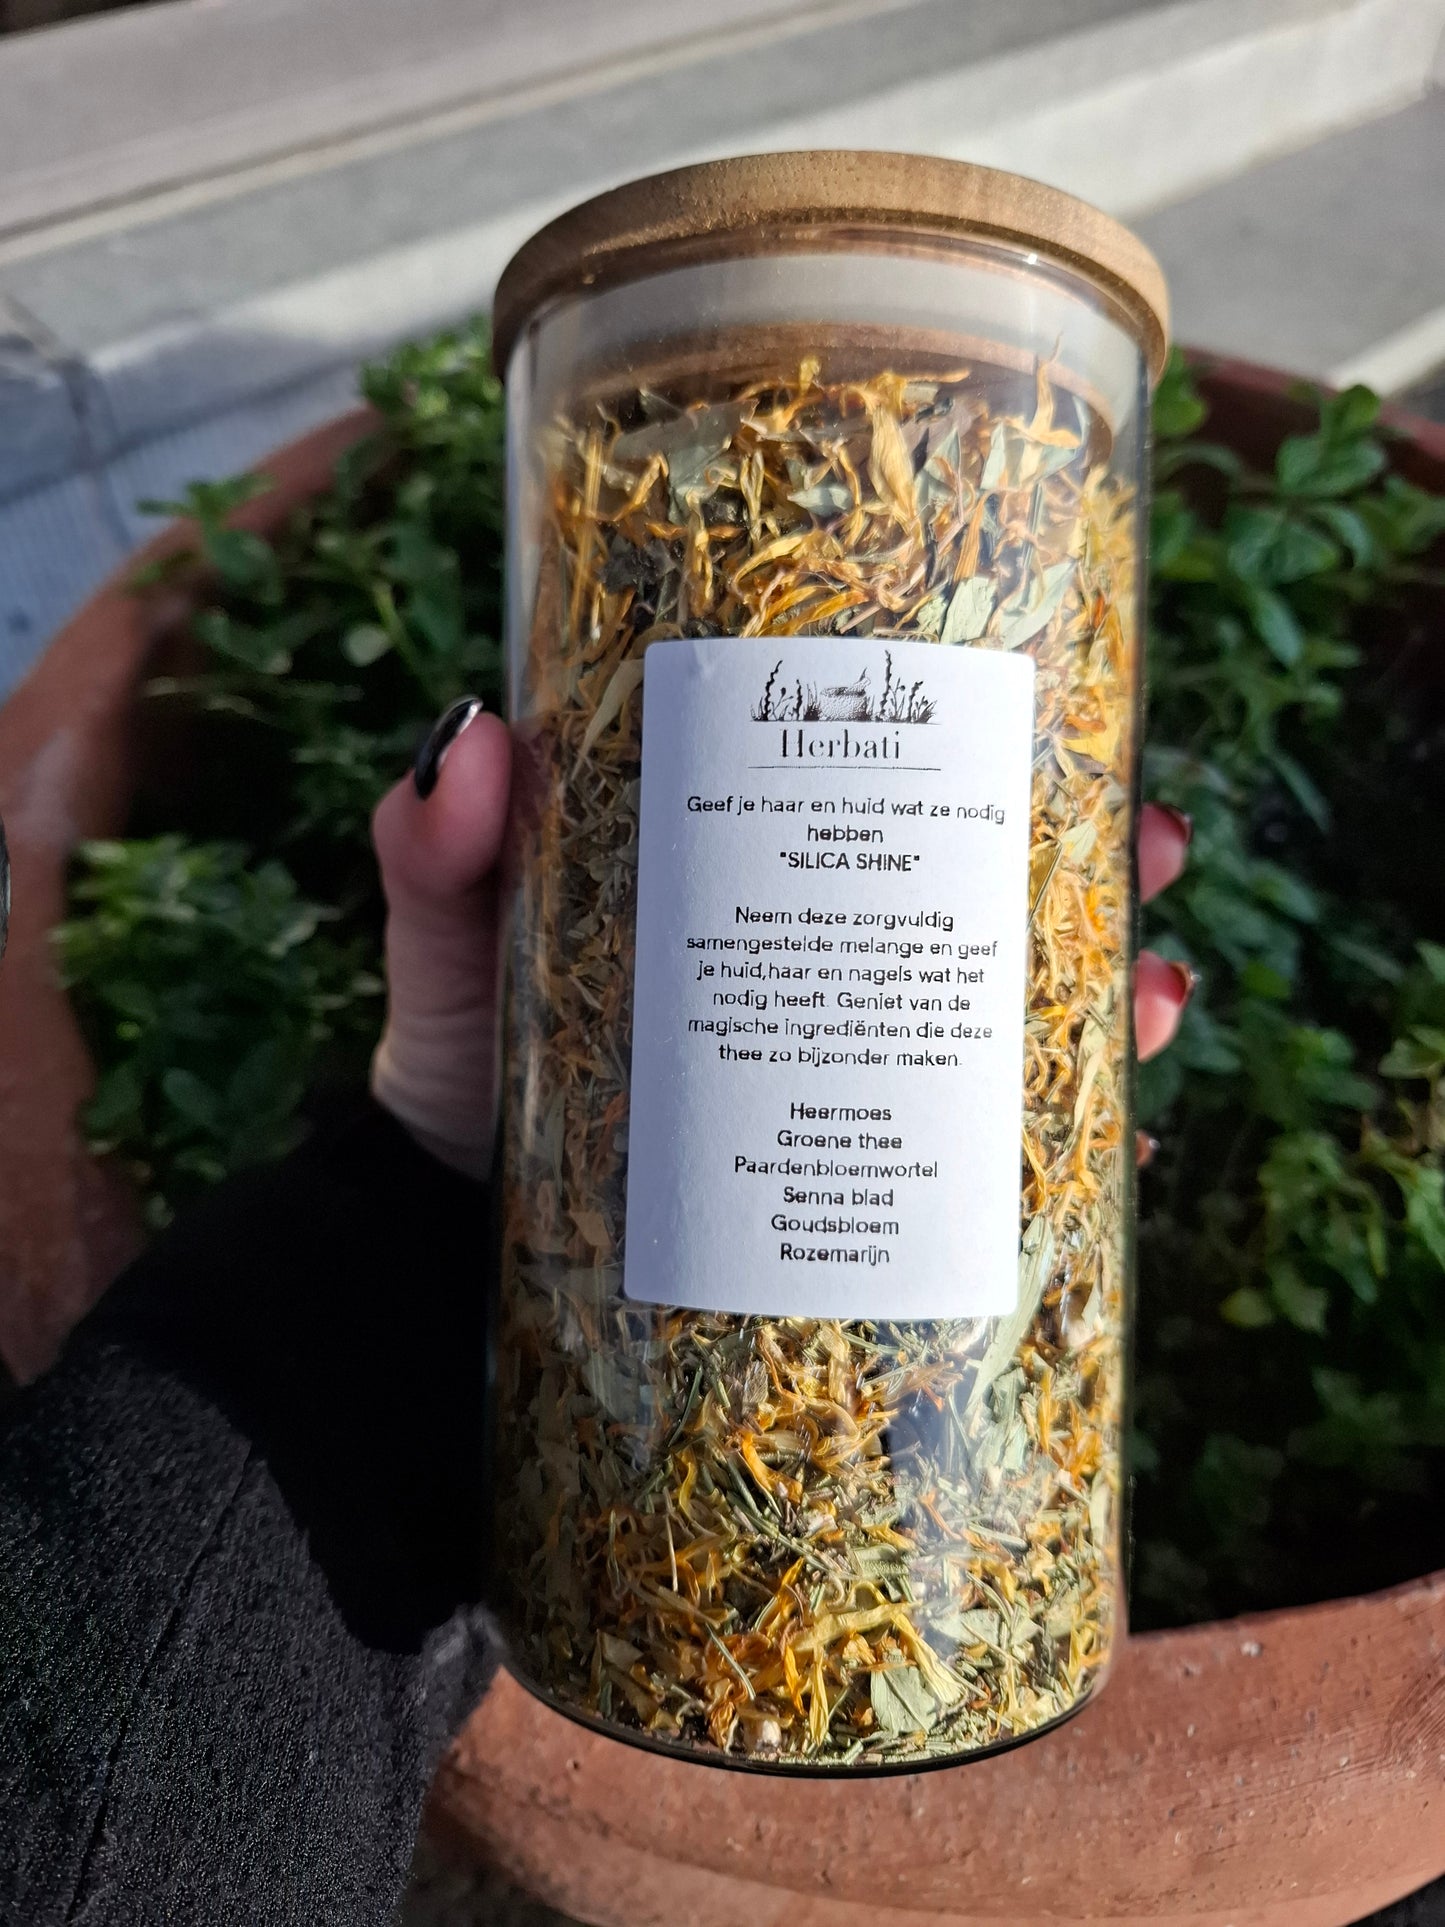 Herbati
Geef je haar en huid wat ze nodig
hebben
"SILICA SHINE"
Neem deze zorgvuldig
samengestelde melange en geef
je huid,haar en nagels wat het
nodig heeft. Geniet van de
magische ingrediënten die deze
thee zo bijzonder maken.
Heermoes
Groene thee
Paardenbloemwortel
Senna blad
Goudsbloem
Rozemarijn